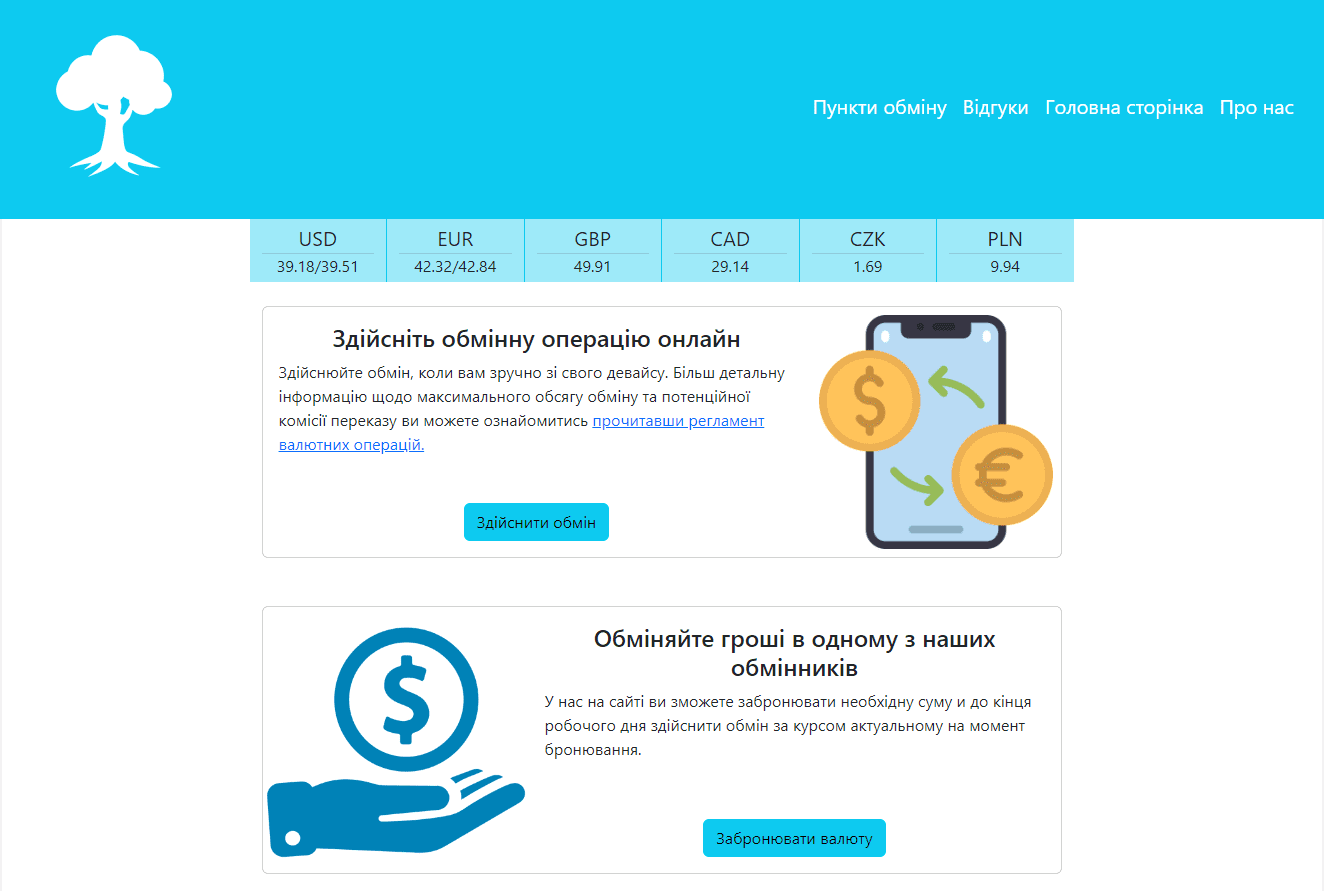 Пункти обміну Відгуки Головна сторінка Про нас
USD EUR GBP CAD CZK PLN
39.18/39.51 42.32/42.84 49.91 29.14 1.69 9.94
Здійсніть обмінну операцію онлайн
Здійснюйте обмін, коли вам зручно зі свого девайсу. Більш детальну
інформацію щодо максимального обсягу обміну та потенційної
комісії переказу ви можете ознайомитись прочитавши регламент
валютних операцій.
Здійснити обмін
$
€
$
Обміняйте гроші в одному з наших
обмінників
У нас на сайті ви зможете забронювати необхідну суму и до кінця
робочого дня здійснити обмін за курсом актуальному на момент
бронювання.
Забронювати валюту